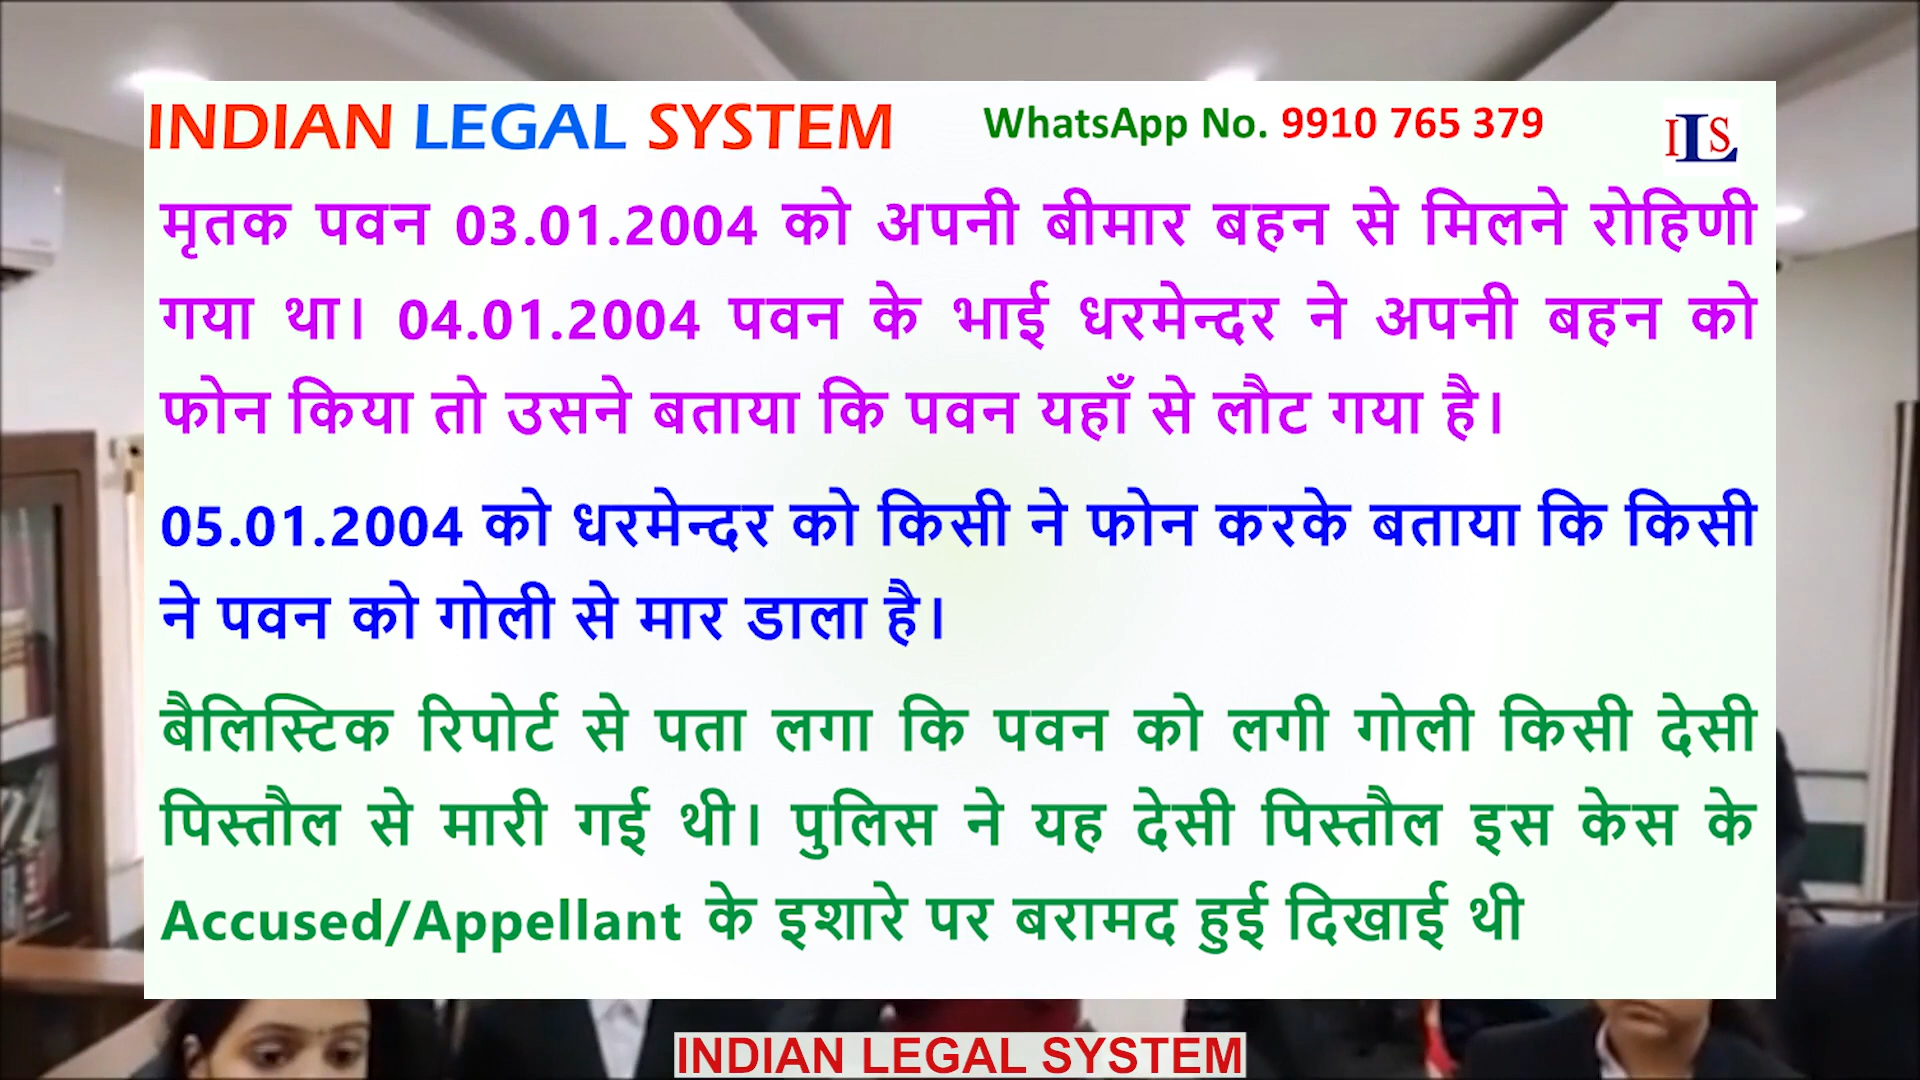 INDIAN LEGAL SYSTEM WhatsApp No. 9910 765 379 ILS
मृतक पवन 03.01.2004 को अपनी बीमार बहन से मिलने रोहिणी
गया था। 04.01.2004 पवन के भाई धरमेन्दर ने अपनी बहन को
फोन किया तो उसने बताया कि पवन यहाँ से लौट गया है।
05.01.2004 को धरमेन्दर को किसी ने फोन करके बताया कि किसी
ने पवन को गोली से मार डाला है।
बैलिस्टिक रिपोर्ट से पता लगा कि पवन को लगी गोली किसी देसी
पिस्तौल से मारी गई थी। पुलिस ने यह देसी पिस्तौल इस केस के
Accused/Appellant के इशारे पर बरामद हुई दिखाई थी
INDIAN LEGAL SYSTEM